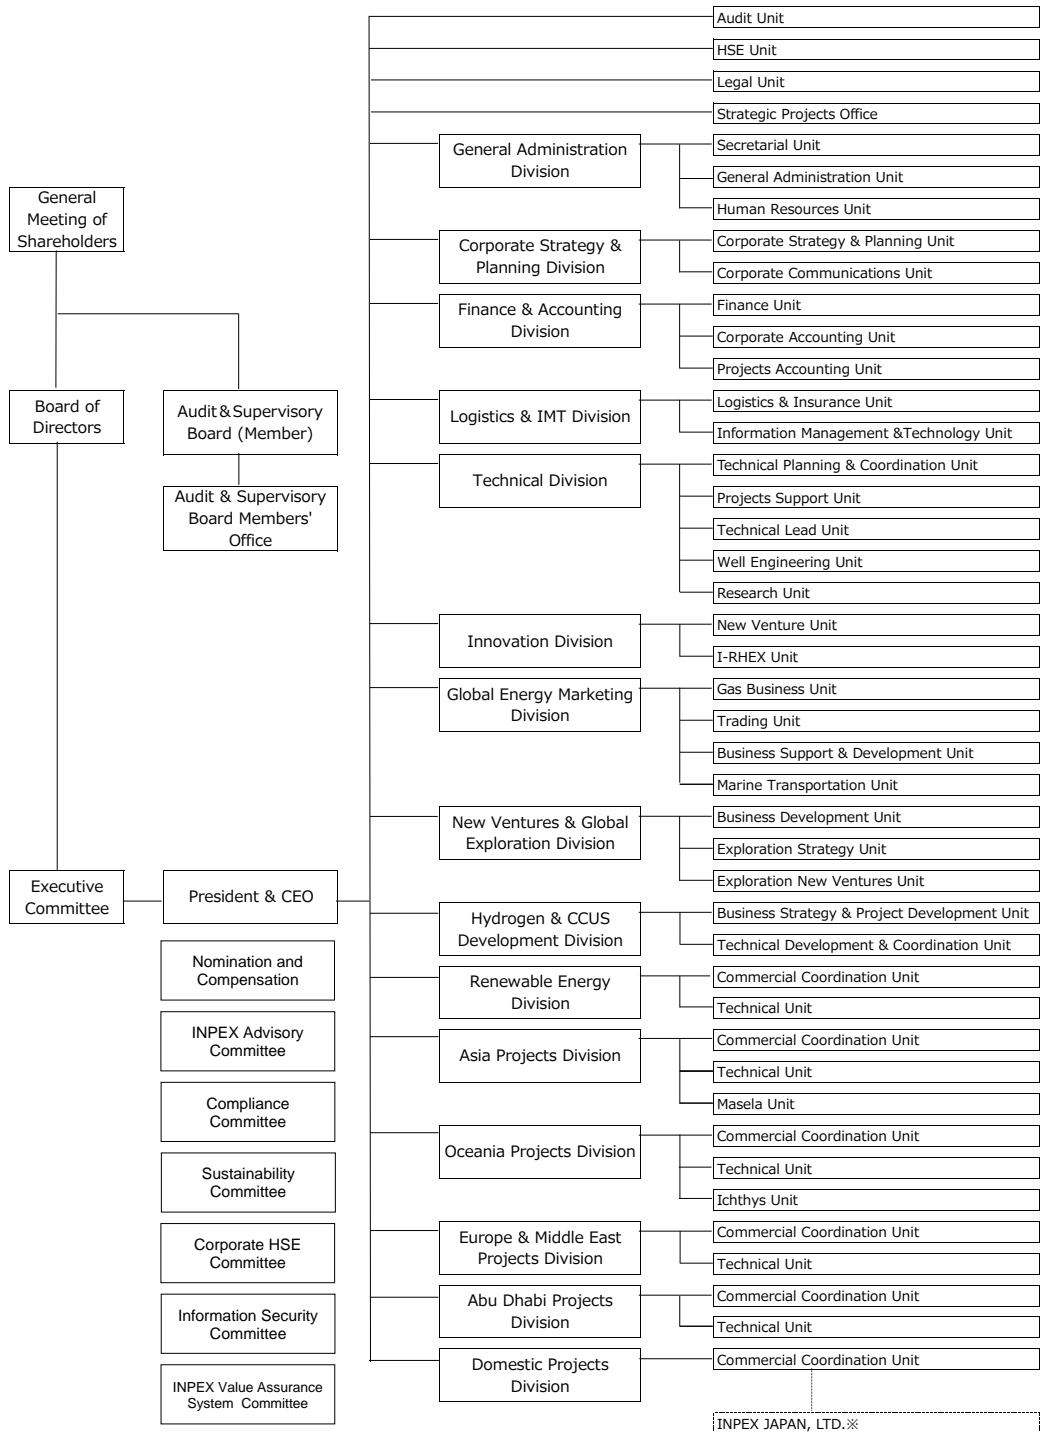 General
Meeting of
Shareholders
Board of
Directors
Audit & Supervisory
Board (Member)
Audit & Supervisory
Board Members'
Office
Executive
Committee
President & CEO
Nomination and
Compensation
INPEX Advisory
Committee
Compliance
Committee
Sustainability
Committee
Corporate HSE
Committee
Information Security
Committee
INPEX Value Assurance
System Committee
Audit Unit
HSE Unit
Legal Unit
Strategic Projects Office
General Administration
Division
Secretarial Unit
General Administration Unit
Human Resources Unit
Corporate Strategy &
Planning Division
Corporate Strategy & Planning Unit
Corporate Communications Unit
Finance & Accounting
Division
Finance Unit
Corporate Accounting Unit
Projects Accounting Unit
Logistics & IMT Division
Logistics & Insurance Unit
Information Management &Technology Unit
Technical Division
Technical Planning & Coordination Unit
Projects Support Unit
Technical Lead Unit
Well Engineering Unit
Research Unit
Innovation Division
New Venture Unit
I-RHEX Unit
Global Energy Marketing
Division
Gas Business Unit
Trading Unit
Business Support & Development Unit
Marine Transportation Unit
New Ventures & Global
Exploration Division
Business Development Unit
Exploration Strategy Unit
Exploration New Ventures Unit
Hydrogen & CCUS
Development Division
Business Strategy & Project Development Unit
Technical Development & Coordination Unit
Renewable Energy
Division
Commercial Coordination Unit
Technical Unit
Asia Projects Division
Commercial Coordination Unit
Technical Unit
Masela Unit
Oceania Projects Division
Commercial Coordination Unit
Technical Unit
Ichthys Unit
Europe & Middle East
Projects Division
Commercial Coordination Unit
Technical Unit
Abu Dhabi Projects
Division
Commercial Coordination Unit
Technical Unit
Domestic Projects
Division
Commercial Coordination Unit
INPEX JAPAN, LTD.※